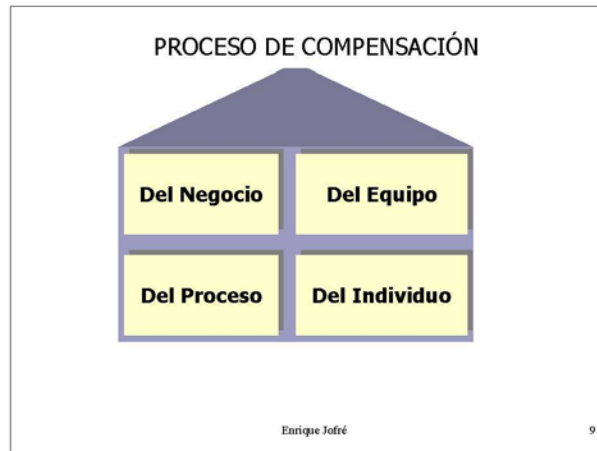 PROCESO DE COMPENSACIÓN
Del Negocio
Del Equipo
Del Proceso
Del Individuo
Enrique Jofré
9